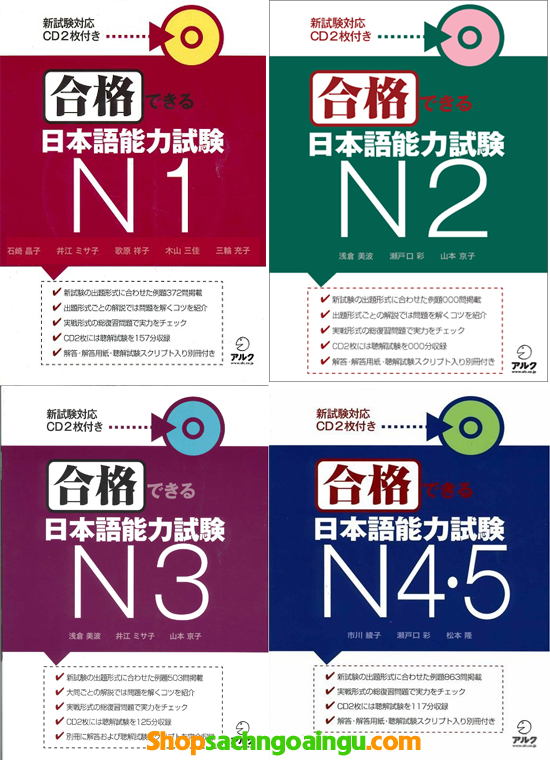 新試験対応
CD2枚付き
合格できる
日本語能力試験
N1
石崎 晶子 井江 ミサ子 歌原 祥子 木山 三佳 三輪 充子
新試験の出題形式に合わせた例題372問掲載
出題形式ごとの解説では問題を解くコツを紹介
実戦形式の総復習問題で実力をチェック
CD2枚には聴解試験を157分収録
解答・解答用紙・聴解試験スクリプト入り別冊付き
アルク
www.alc.co.jp
新試験対応
CD2枚付き
合格できる
日本語能力試験
N2
浅倉 美波 瀬戸口 彩 山本 京子
新試験の出題形式に合わせた例題000問掲載
出題形式ごとの解説では問題を解くコツを紹介
実戦形式の総復習問題で実力をチェック
CD2枚には聴解試験を000分収録
解答・解答用紙・聴解試験スクリプト入り別冊付き
アルク
www.alc.co.jp
新試験対応
CD2枚付き
合格できる
日本語能力試験
N3
浅倉 美波 井江 ミサ子 山本 京子
新試験の出題形式に合わせた例題503問掲載
大問ごとの解説では問題を解くコツを紹介
実戦形式の総復習問題で実力をチェック
CD2枚には聴解試験を125分収録
別冊に解答および聴解試験
新試験対応
CD2枚付き
合格できる
日本語能力試験
N4・5
市川 綾子 瀬戸口 彩 松本 隆
新試験の出題形式に合わせた例題863問掲載
実戦形式の総復習問題で実力をチェック
CD2枚には聴解試験を117分収録
解答・解答用紙・聴解試験スクリプト入り別冊付き
アルク
Shopsachngoaingu.com